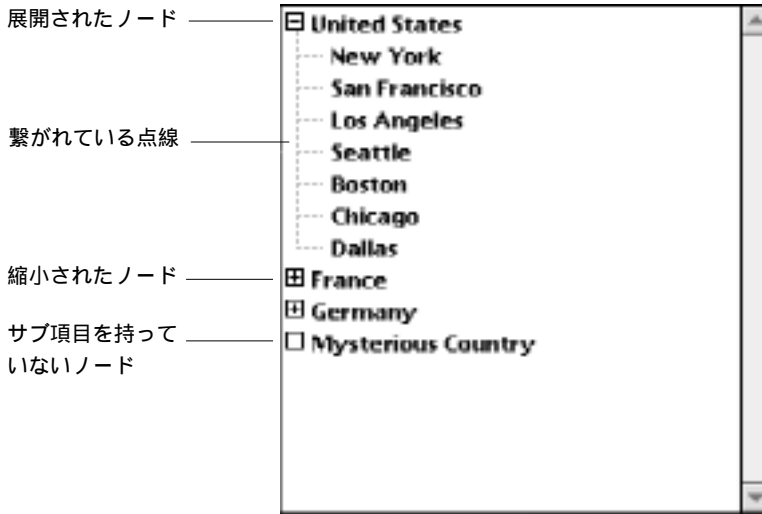 展開されたノード
United States
New York
San Francisco
Los Angeles
繋がれている点線
Seattle
Boston
Chicago
Dallas
縮小されたノード
France
Germany
サブ項目を持って
いないノード
Mysterious Country